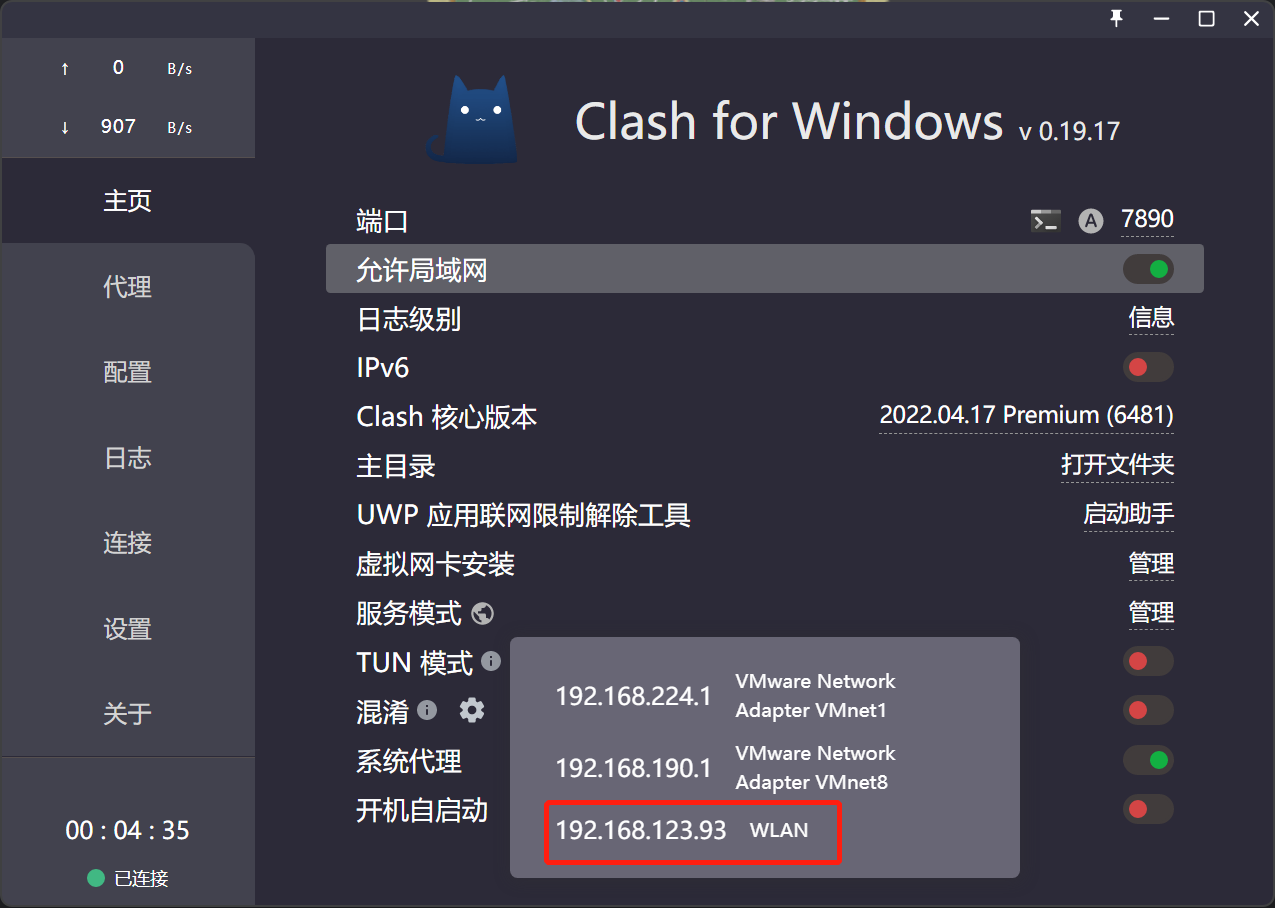 ↑ 0 B/s
↓ 907 B/s
主页
代理
配置
日志
连接
设置
关于
00 : 04 : 35
已连接
Clash for Windows v 0.19.17
端口 A 7890
允许局域网
日志级别 信息
IPv6
Clash 核心版本 2022.04.17 Premium (6481)
主目录 打开文件夹
UWP 应用联网限制解除工具 启动助手
虚拟网卡安装 管理
服务模式 管理
TUN 模式
混淆
系统代理
开机自启动
192.168.224.1 VMware Network
Adapter VMnet1
192.168.190.1 VMware Network
Adapter VMnet8
192.168.123.93 WLAN